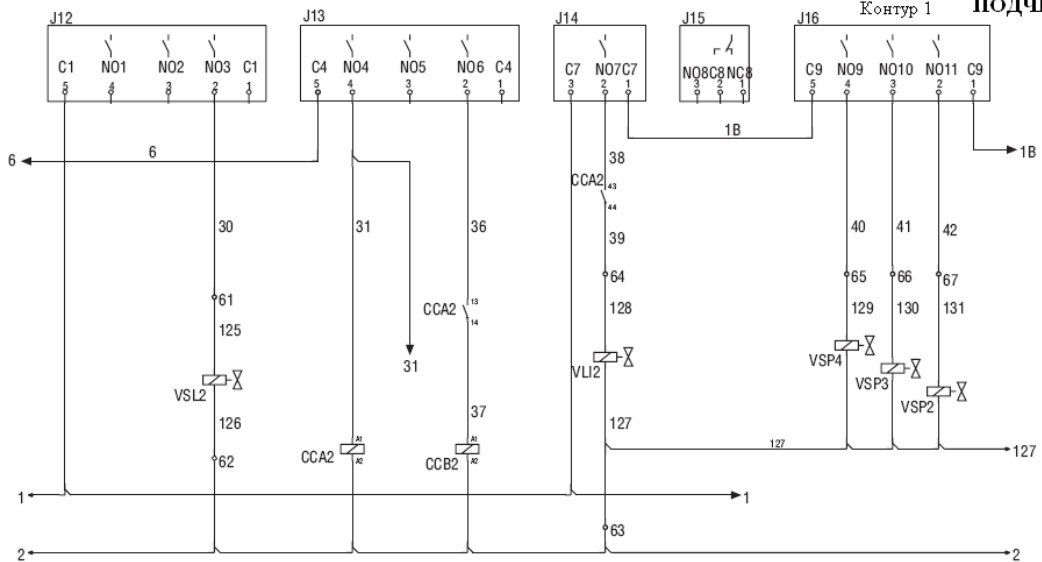 Контур 1 ПОДЧИ
J12 J13 J14 J15 J16
C1 NO1 NO2 NO3 C1
5 4 3 2 1
C4 NO4 NO5 NO6 C4
5 4 3 2 1
C7 NO7 C7
3 2 1
NO8 C8 NC8
3 2 1
C9 NO9 NO10 NO11 C9
5 4 3 2 1
1B
6 6
38
1B
CCA2 43
44
30 31 36 39 40 41 42
61 64 65 66 67
CCA2 13
14
125 128 129 130 131
31
VSL2 VLI2 VSP4 VSP3 VSP2
126 37 127
CCA2 A1
A2
CCB2 A1
A2
127 127
62
1 1
63
2 2